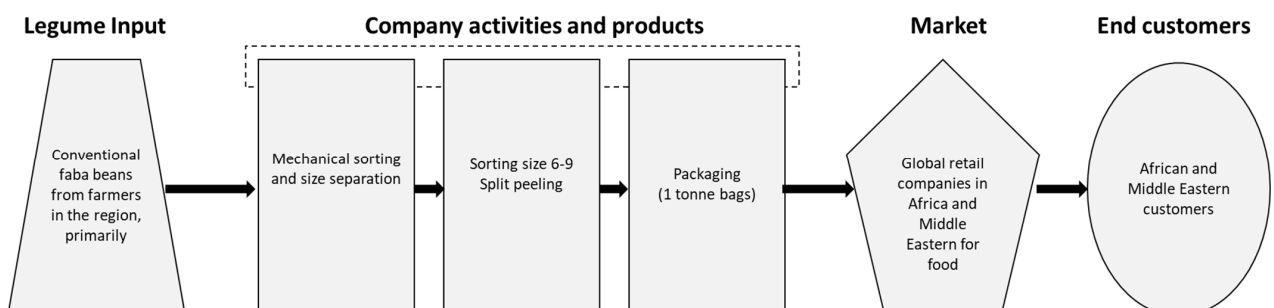 Legume Input
Company activities and products
Market
End customers
Conventional
faba beans
from farmers
in the region,
primarily
Mechanical sorting
and size separation
Sorting size 6-9
Split peeling
Packaging
(1 tonne bags)
Global retail
companies in
Africa and
Middle
Eastern for
food
African and
Middle Eastern
customers